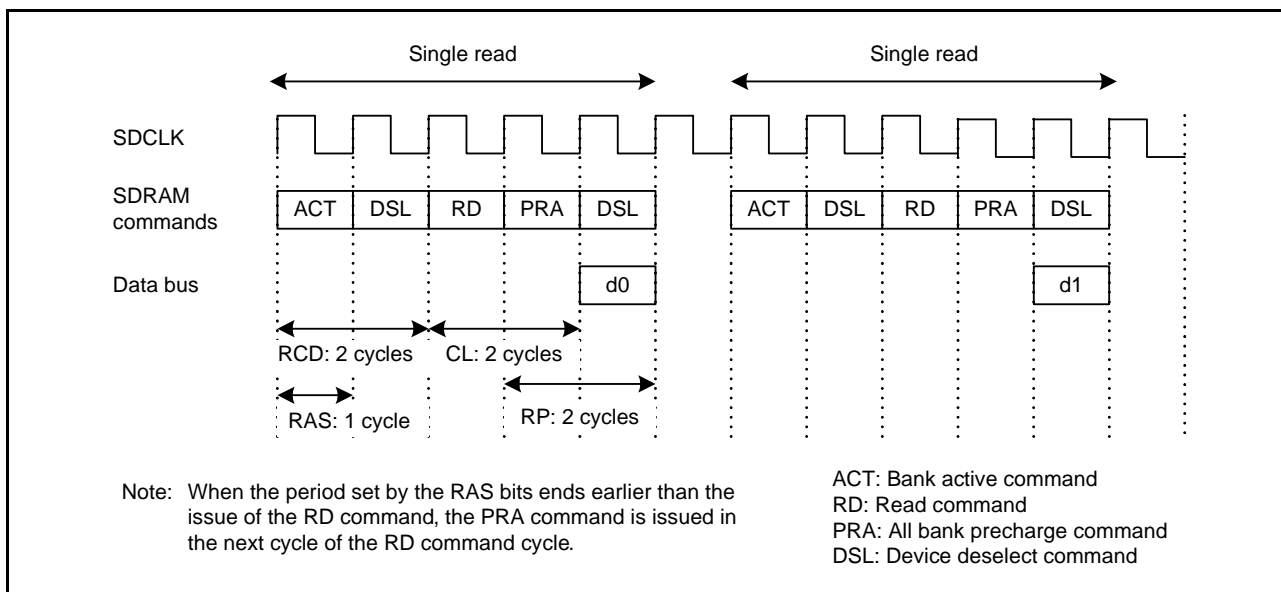 Single read Single read
SDCLK
SDRAM
commands
ACT DSL RD PRA DSL ACT DSL RD PRA DSL
Data bus
d0 d1
RCD: 2 cycles CL: 2 cycles
RAS: 1 cycle RP: 2 cycles
Note: When the period set by the RAS bits ends earlier than the
issue of the RD command, the PRA command is issued in
the next cycle of the RD command cycle.
ACT: Bank active command
RD: Read command
PRA: All bank precharge command
DSL: Device deselect command